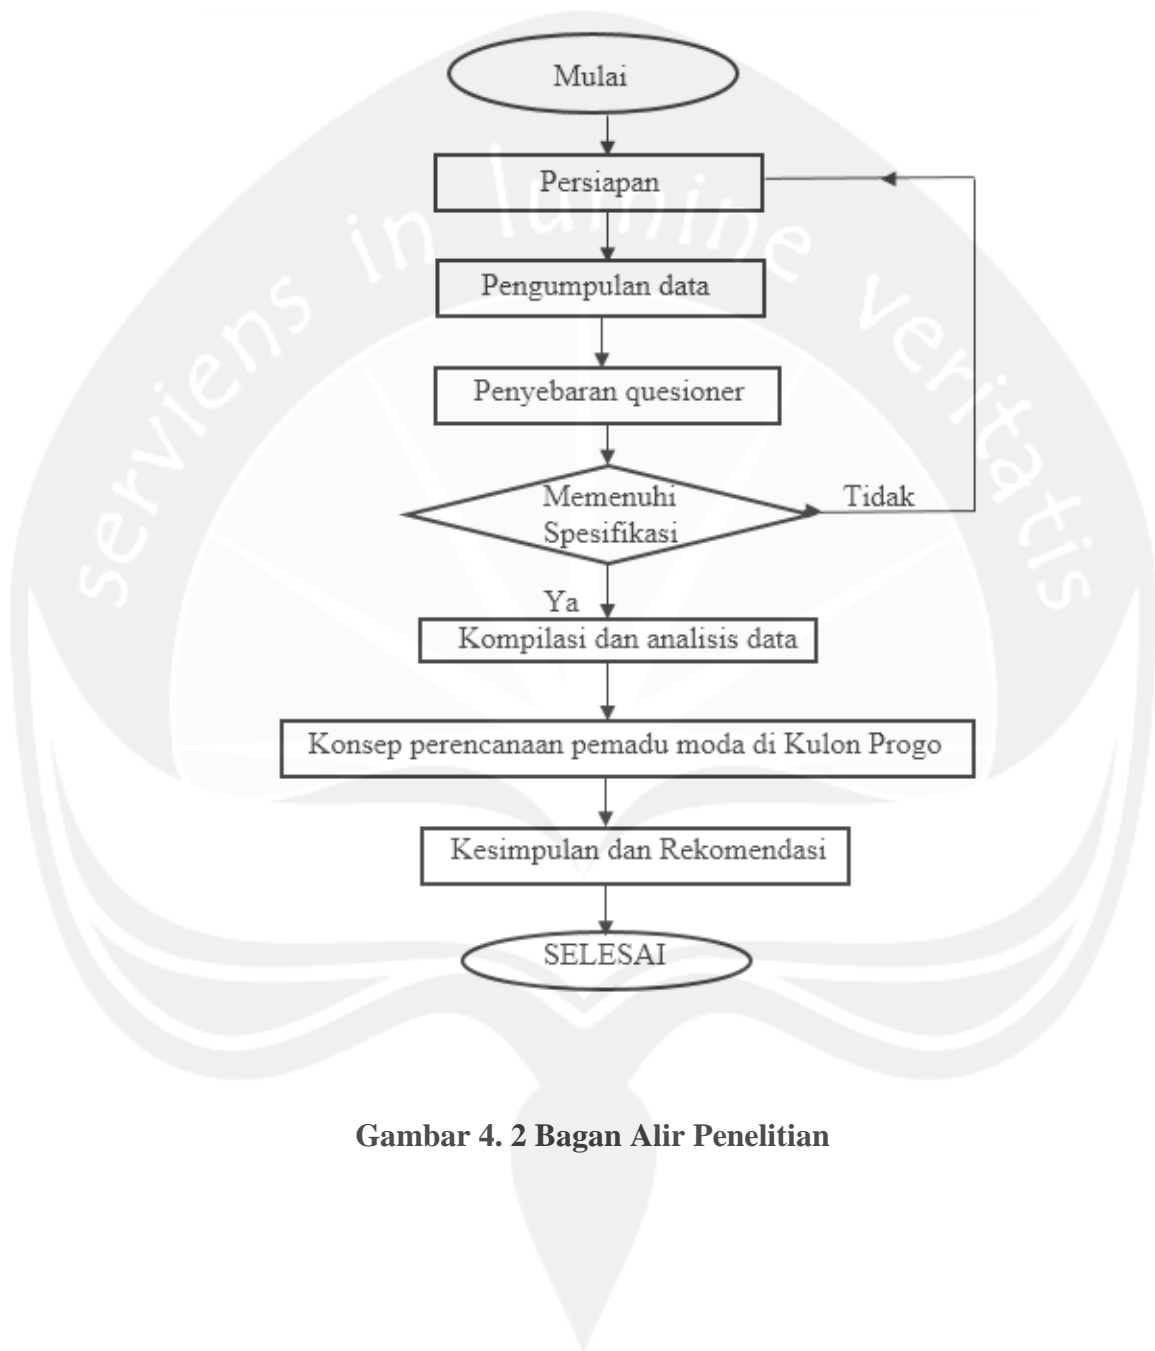 Mulai
Persiapan
Pengumpulan data
Penyebaran quesioner
Memenuhi
Spesifikasi
Tidak
Ya
Kompilasi dan analisis data
Konsep perencanaan pemadu moda di Kulon Progo
Kesimpulan dan Rekomendasi
SELESAI
Gambar 4. 2 Bagan Alir Penelitian
serviens in lumine veritatis